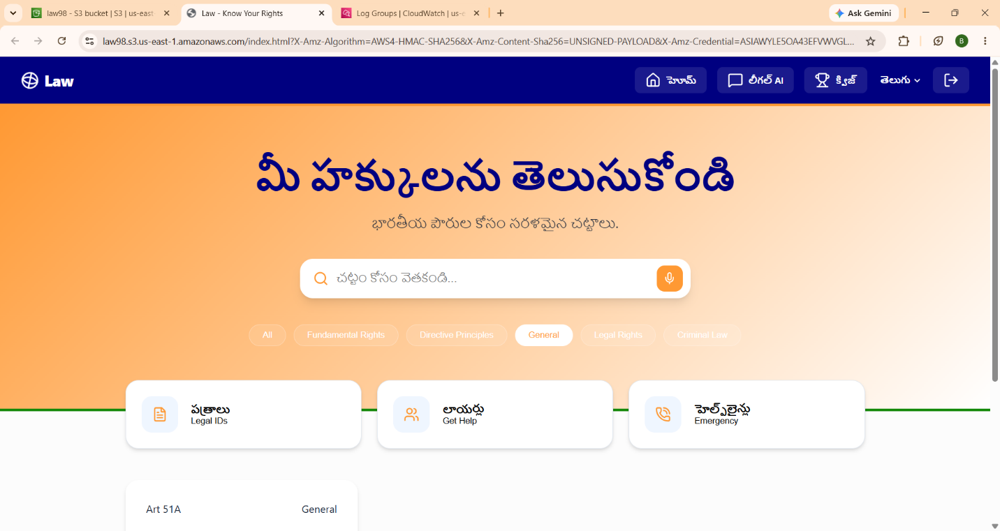 law98 - S3 bucket | S3 | us-east
Law - Know Your Rights
Log Groups | CloudWatch | us-e
Ask Gemini
law98.s3.us-east-1.amazonaws.com/index.html?X-Amz-Algorithm=AWS4-HMAC-SHA256&X-Amz-Content-Sha256=UNSIGNED-PAYLOAD&X-Amz-Credential=ASIAWYLE5OA43EFVWVGL...
B
Law
హెూమ్
లీగల్ AI
క్విజ్
తెలుగు
మీ హక్కులను తెలుసుకోండి
భారతీయ పౌరుల కోసం సరళమైన చట్టాలు.
చట్టం కోసం వెతకండి...
All
Fundamental Rights
Directive Principles
General
Legal Rights
Criminal Law
పత్రాలు
Legal IDs
లాయర్లు
Get Help
హెల్ప్‌లైన్లు
Emergency
Art 51A
General